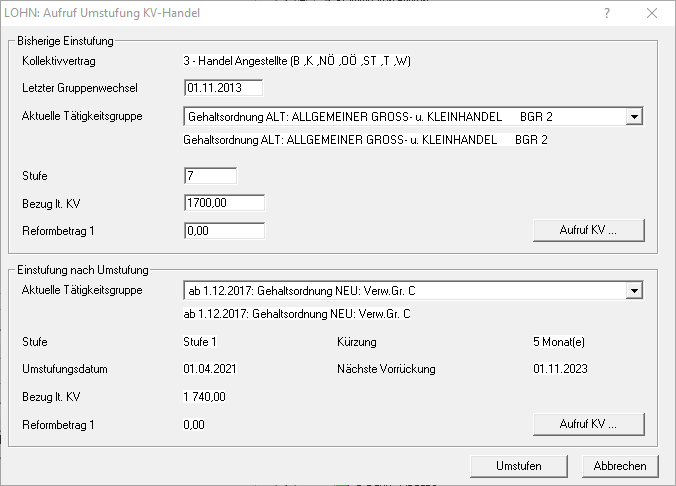 LOHN: Aufruf Umstufung KV-Handel ? ×
Bisherige Einstufung
Kollektivvertrag 3 - Handel Angestellte (B ,K ,NÖ ,OÖ ,ST ,T ,W)
Letzter Gruppenwechsel 01.11.2013
Aktuelle Tätigkeitsgruppe Gehaltsordnung ALT: ALLGEMEINER GROSS- u. KLEINHANDEL BGR 2
Gehaltsordnung ALT: ALLGEMEINER GROSS- u. KLEINHANDEL BGR 2
Stufe 7
Bezug lt. KV 1700,00
Reformbetrag 1 0,00 Aufruf KV ...
Einstufung nach Umstufung
Aktuelle Tätigkeitsgruppe ab 1.12.2017: Gehaltsordnung NEU: Verw.Gr. C
ab 1.12.2017: Gehaltsordnung NEU: Verw.Gr. C
Stufe Stufe 1 Kürzung 5 Monat(e)
Umstufungsdatum 01.04.2021 Nächste Vorrückung 01.11.2023
Bezug lt. KV 1 740,00
Reformbetrag 1 0,00 Aufruf KV ...
Umstufen Abbrechen